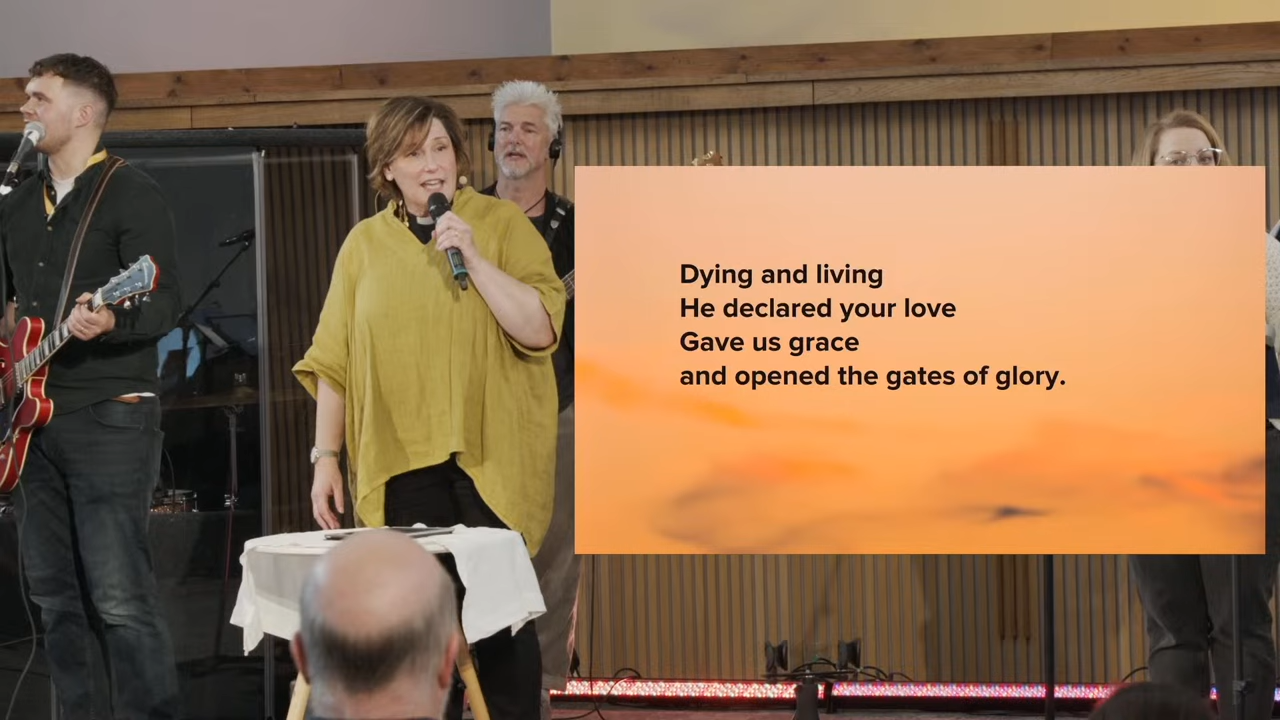 Dying and living
He declared your love
Gave us grace
and opened the gates of glory.